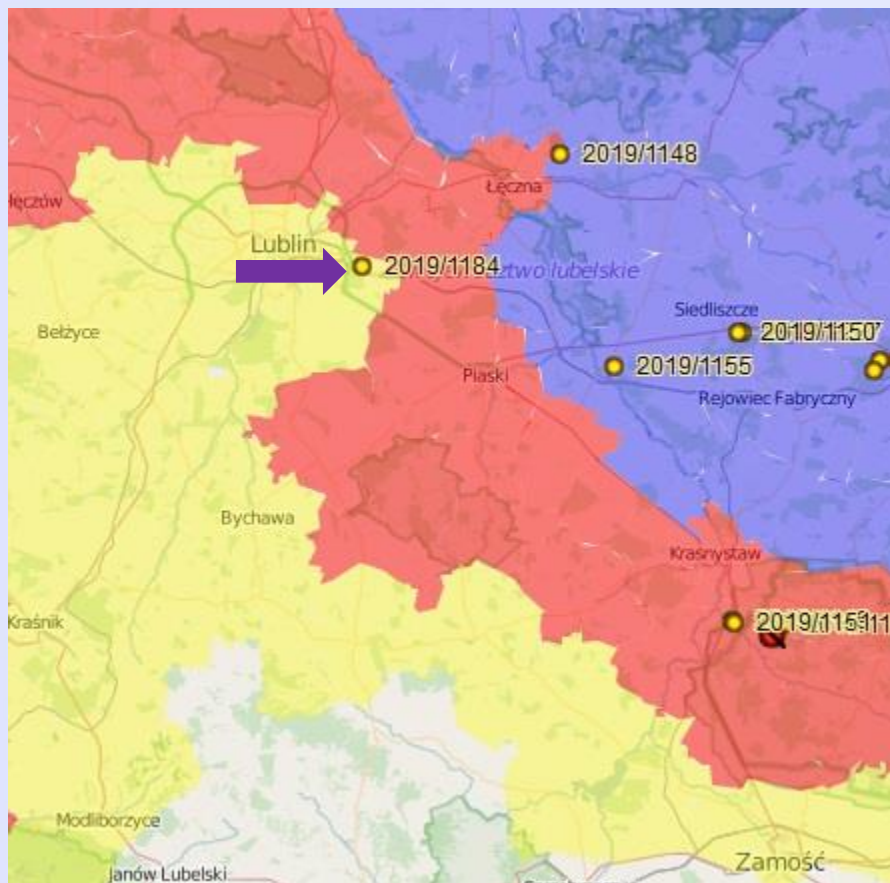 2019/1148
Łęczna
łęczów
Lublin
2019/1184
ztwo lubelskie
Siedliszcze
Bełżyce
2019/1155
Piaski
Rejowiec Fabryczny
Bychawa
Krasnystaw
Kraśnik
Modliborzyce
Zamość
Janów Lubelski